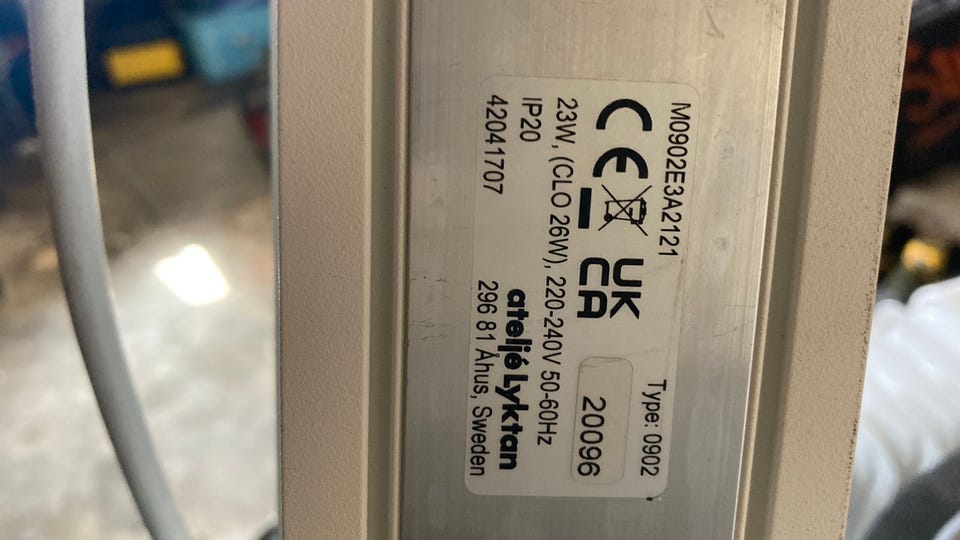 M0902E3A2121 Type: 0902
CE UK CA
20096
23W, (CLO 26W), 220-240V 50-60Hz
IP20
ateljé Lyktan
42041707
296 81 Åhus, Sweden